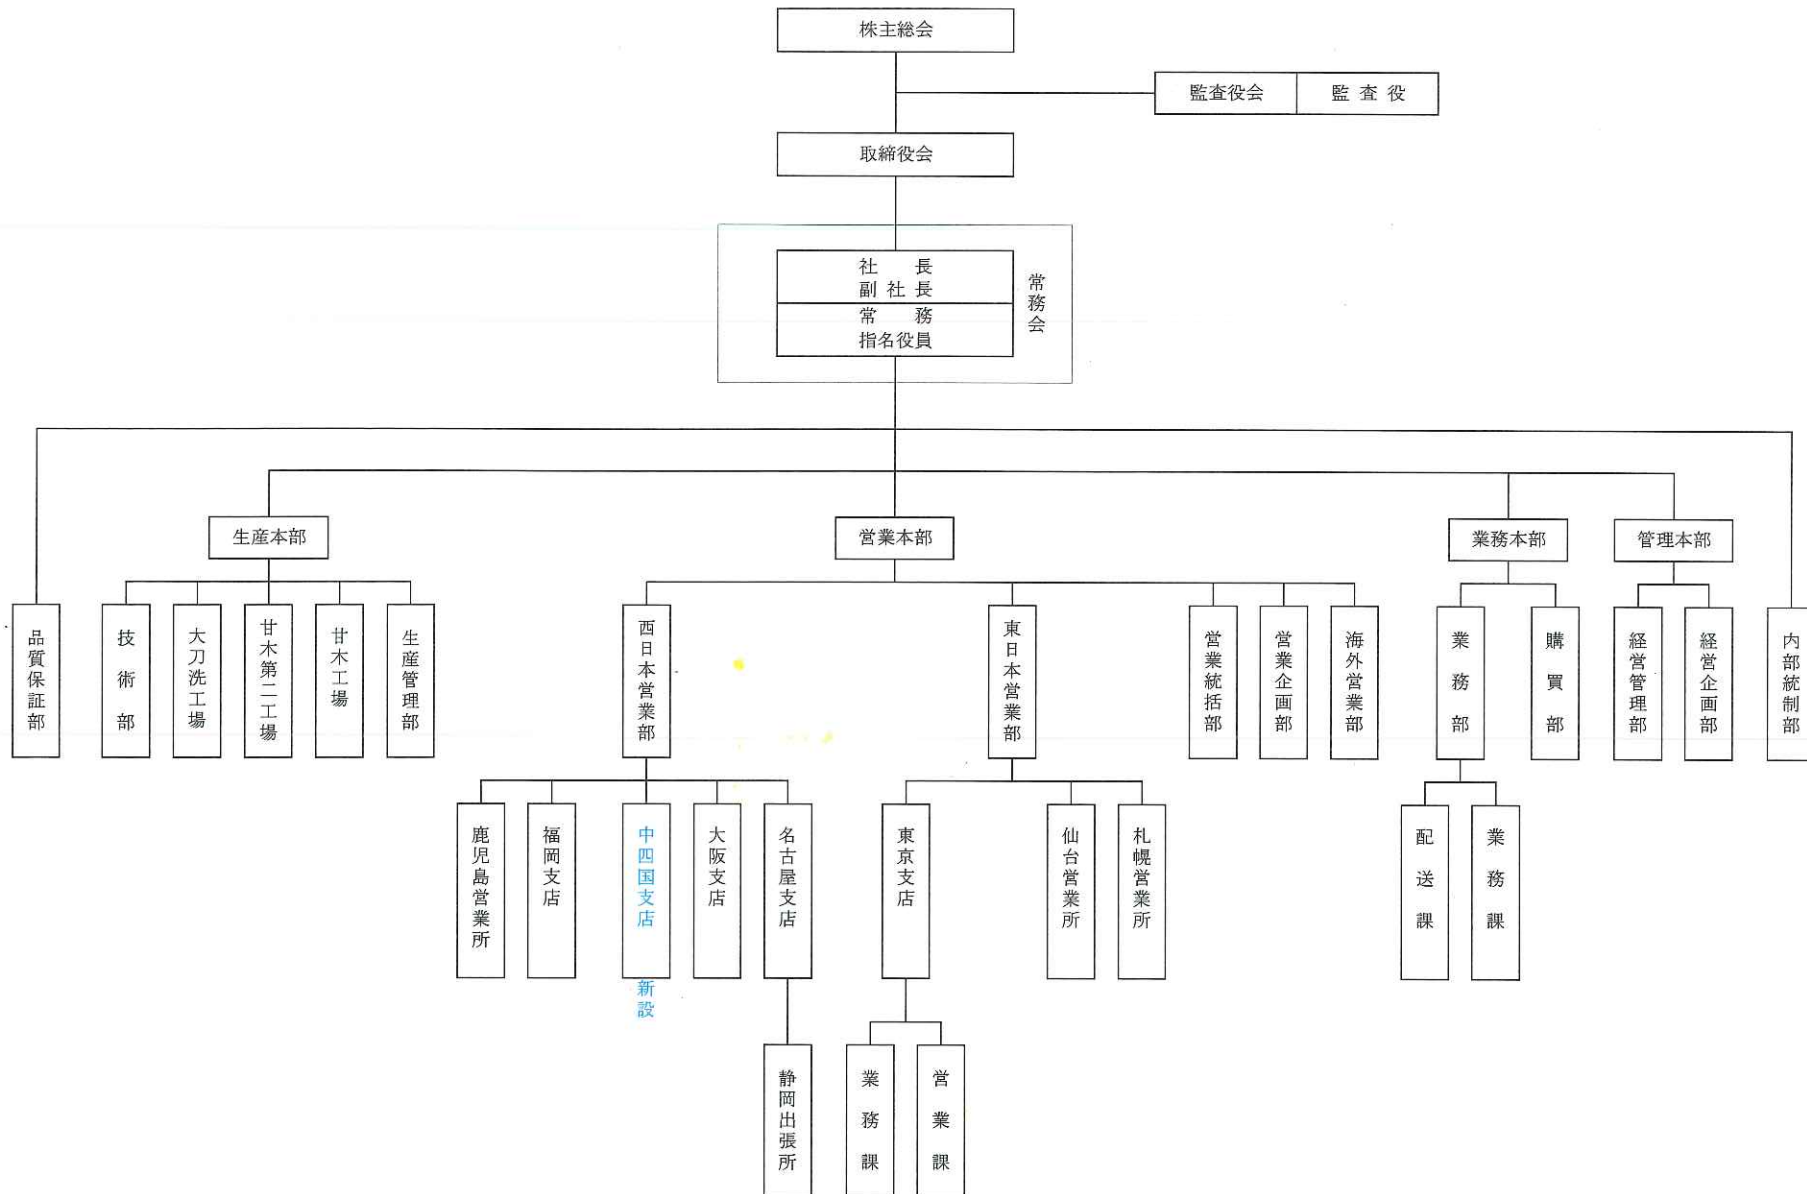 株主総会
監査役会
監査役
取締役会
社長
副社長
常務
指名役員
常務会
生産本部
営業本部
業務本部
管理本部
品質保証部
技術部
大刀洗工場
甘木第二工場
甘木工場
生産管理部
西日本営業部
東日本営業部
営業統括部
営業企画部
海外営業部
業務部
購買部
経営管理部
経営企画部
内部統制部
鹿児島営業所
福岡支店
中四国支店
新設
大阪支店
名古屋支店
東京支店
仙台営業所
札幌営業所
配送課
業務課
静岡出張所
業務課
営業課